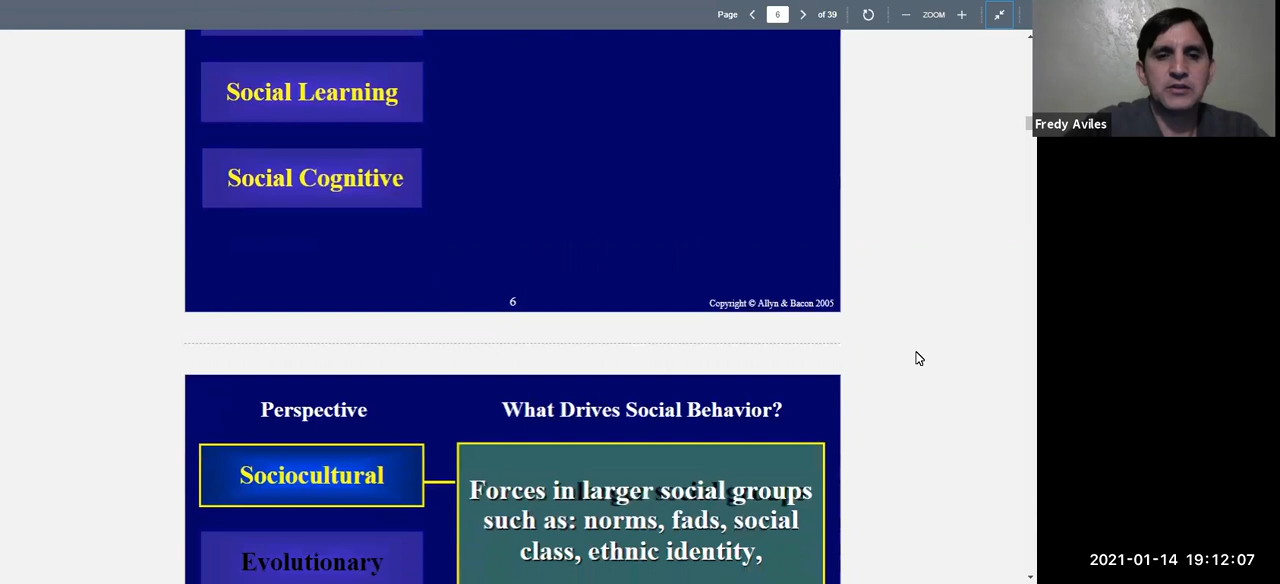 Page 6 of 39 ZOOM
Social Learning
Social Cognitive
6
Copyright © Allyn & Bacon 2005
Perspective
What Drives Social Behavior?
Sociocultural
Forces in larger social groups
such as: norms, fads, social
class, ethnic identity,
Evolutionary
Fredy Aviles
2021-01-14 19:12:07